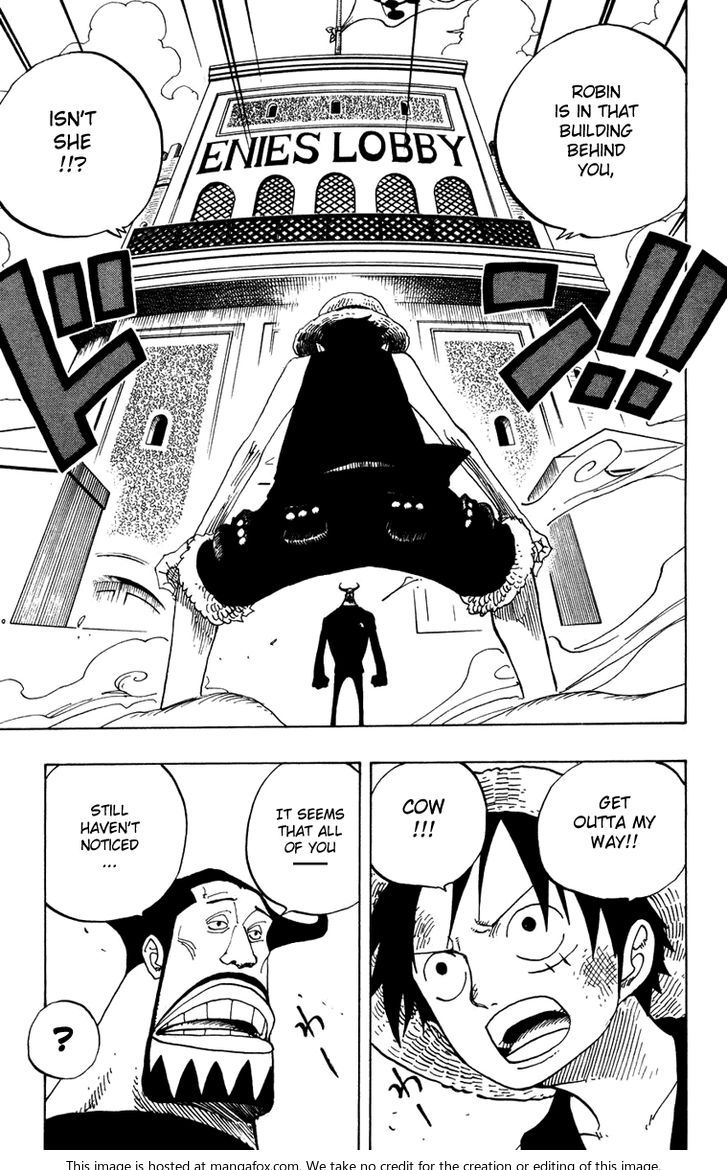 ROBIN
IS IN THAT
BUILDING
BEHIND
YOU,
ISN'T
SHE
!!?
ENIES LOBBY
ドン!!
GET
OUTTA MY
WAY!!
COW
!!!
IT SEEMS
THAT ALL
OF YOU
STILL
HAVEN'T
NOTICED
...
?
This image is hosted at mangafox.com. We take no credit for the creation or editing of this image.